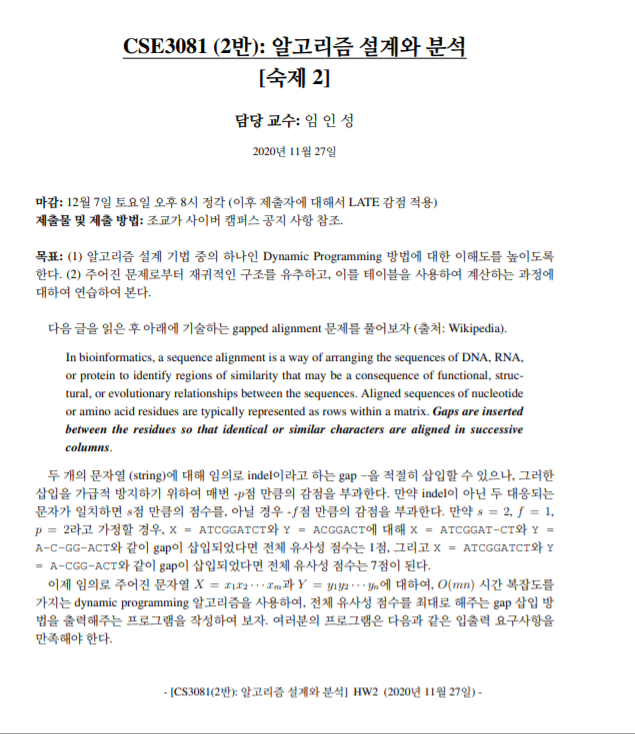 CSE3081 (2반): 알고리즘 설계와 분석
[숙제 2]
담당 교수: 임 인 성
2020년 11월 27일
마감: 12월 7일 토요일 오후 8시 정각 (이후 제출자에 대해서 LATE 감점 적용)
제출물 및 제출 방법: 조교가 사이버 캠퍼스 공지 사항 참조.
목표: (1) 알고리즘 설계 기법 중의 하나인 Dynamic Programming 방법에 대한 이해도를 높이도록
한다. (2) 주어진 문제로부터 재귀적인 구조를 유추하고, 이를 테이블을 사용하여 계산하는 과정에
대하여 연습하여 본다.
다음 글을 읽은 후 아래에 기술하는 gapped alignment 문제를 풀어보자 (출처: Wikipedia).
In bioinformatics, a sequence alignment is a way of arranging the sequences of DNA, RNA,
or protein to identify regions of similarity that may be a consequence of functional, struc-
tural, or evolutionary relationships between the sequences. Aligned sequences of nucleotide
or amino acid residues are typically represented as rows within a matrix. Gaps are inserted
between the residues so that identical or similar characters are aligned in successive
columns.
두 개의 문자열 (string)에 대해 임의로 indel이라고 하는 gap –을 적절히 삽입할 수 있으나, 그러한
삽입을 가급적 방지하기 위하여 매번 -p점 만큼의 감점을 부과한다. 만약 indel이 아닌 두 대응되는
문자가 일치하면 s점 만큼의 점수를, 아닐 경우 -f점 만큼의 감점을 부과한다. 만약 s = 2, f = 1,
p = 2라고 가정할 경우, X = ATCGGATCT와 Y = ACGGACT에 대해 X = ATCGGAT-CT와 Y =
A-C-GG-ACT와 같이 gap이 삽입되었다면 전체 유사성 점수는 1점, 그리고 X = ATCGGATCT와 Y
= A-CGG-ACT와 같이 gap이 삽입되었다면 전체 유사성 점수는 7점이 된다.
이제 임의로 주어진 문자열 X = x₁x₂ ··· xₘ과 Y = y₁y₂ ··· yₙ에 대하여, O(mn) 시간 복잡도를
가지는 dynamic programming 알고리즘을 사용하여, 전체 유사성 점수를 최대로 해주는 gap 삽입 방
법을 출력해주는 프로그램을 작성하여 보자. 여러분의 프로그램은 다음과 같은 입출력 요구사항을
만족해야 한다.
- [CS3081(2반): 알고리즘 설계와 분석] HW2 (2020년 11월 27일) -